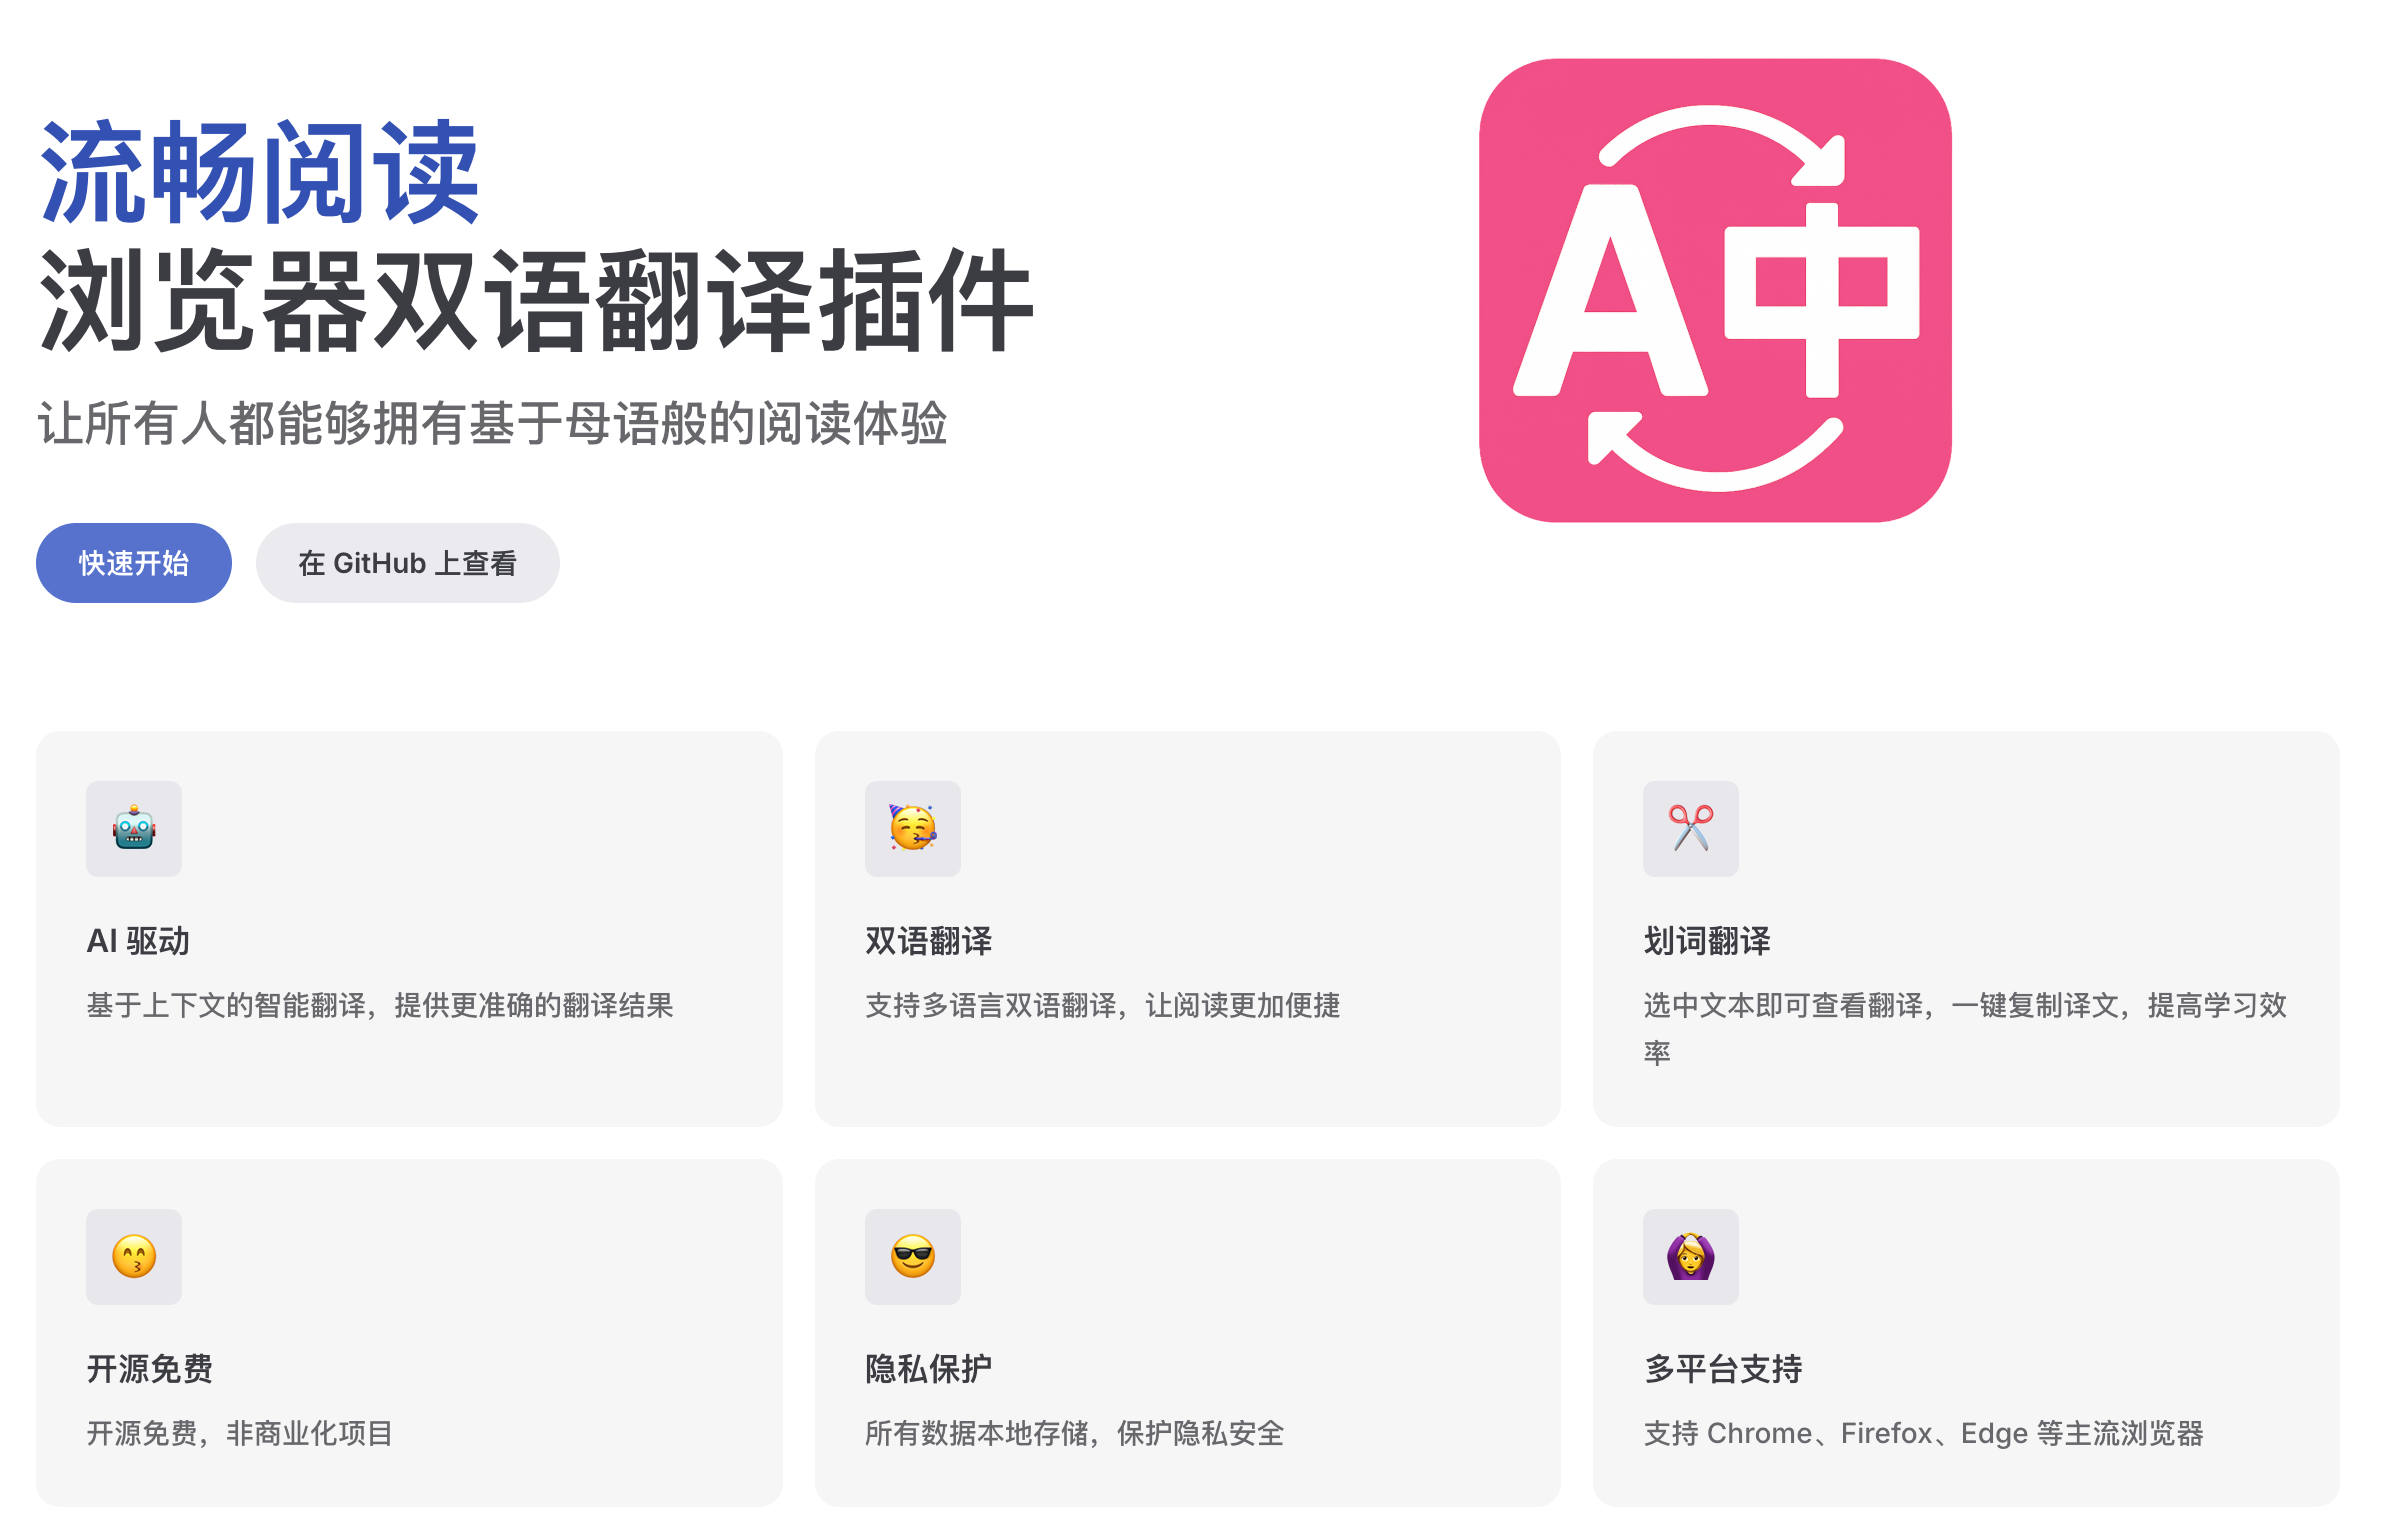 流畅阅读
浏览器双语翻译插件
让所有人都能够拥有基于母语般的阅读体验
快速开始
在 GitHub 上查看
A中
AI 驱动
基于上下文的智能翻译，提供更准确的翻译结果
双语翻译
支持多语言双语翻译，让阅读更加便捷
划词翻译
选中文本即可查看翻译，一键复制译文，提高学习效
率
开源免费
开源免费，非商业化项目
隐私保护
所有数据本地存储，保护隐私安全
多平台支持
支持 Chrome、Firefox、Edge 等主流浏览器